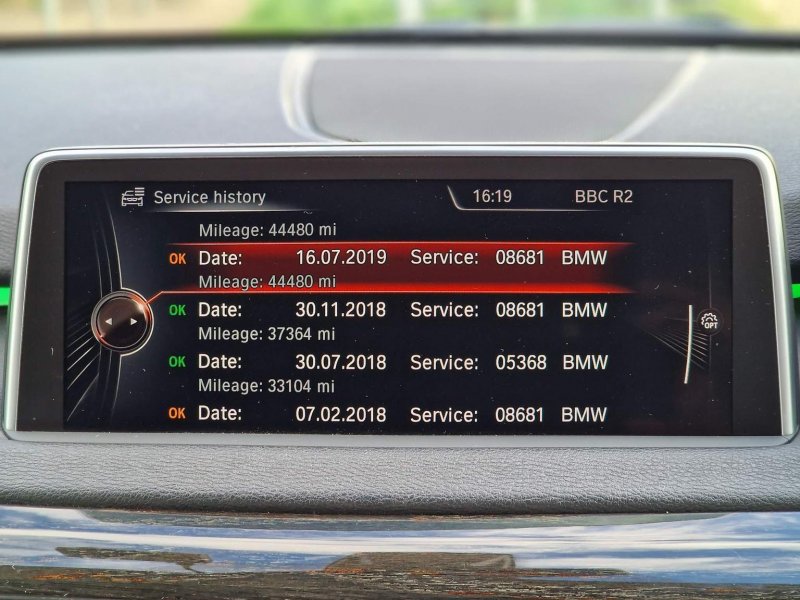 Service history 16:19 BBC R2
Mileage: 44480 mi
OK Date: 16.07.2019 Service: 08681 BMW
Mileage: 44480 mi
OK Date: 30.11.2018 Service: 08681 BMW
Mileage: 37364 mi
OK Date: 30.07.2018 Service: 05368 BMW
Mileage: 33104 mi
OK Date: 07.02.2018 Service: 08681 BMW
OPT